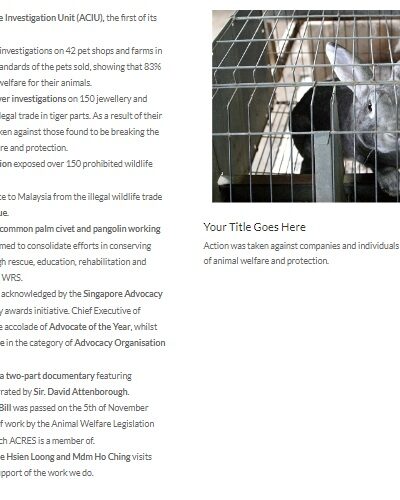 e Investigation Unit (ACIU), the first of its
investigations on 42 pet shops and farms in
andards of the pets sold, showing that 83%
welfare for their animals.
ver investigations on 150 jewellery and
legal trade in tiger parts. As a result of their
ken against those found to be breaking the
re and protection.
ion exposed over 150 prohibited wildlife
te to Malaysia from the illegal wildlife trade
ue.
common palm civet and pangolin working
med to consolidate efforts in conserving
gh rescue, education, rehabilitation and
WRS.
acknowledged by the Singapore Advocacy
y awards initiative. Chief Executive of
e accolade of Advocate of the Year, whilst
e in the category of Advocacy Organisation
a two-part documentary featuring
rrated by Sir. David Attenborough.
Bill was passed on the 5th of November
of work by the Animal Welfare Legislation
ch ACRES is a member of.
e Hsien Loong and Mdm Ho Ching visits
upport of the work we do.
Your Title Goes Here
Action was taken against companies and individuals
of animal welfare and protection.